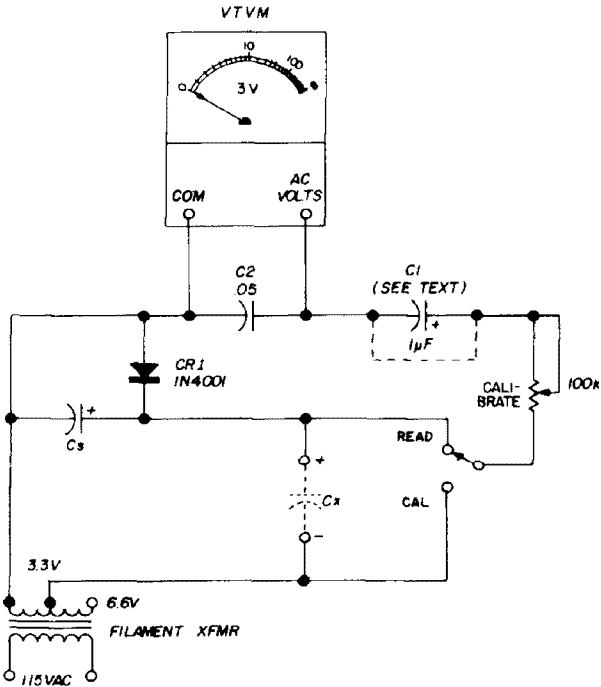 VTVM
0
10
100
3 V
COM
AC
VOLTS
C2
.05
C1
(SEE TEXT)
+
1µF
CR1
1N4001
CALI-
BRATE
100k
+
Cs
READ
+
Cx
CAL
−
3.3V
6.6V
FILAMENT XFMR
115VAC